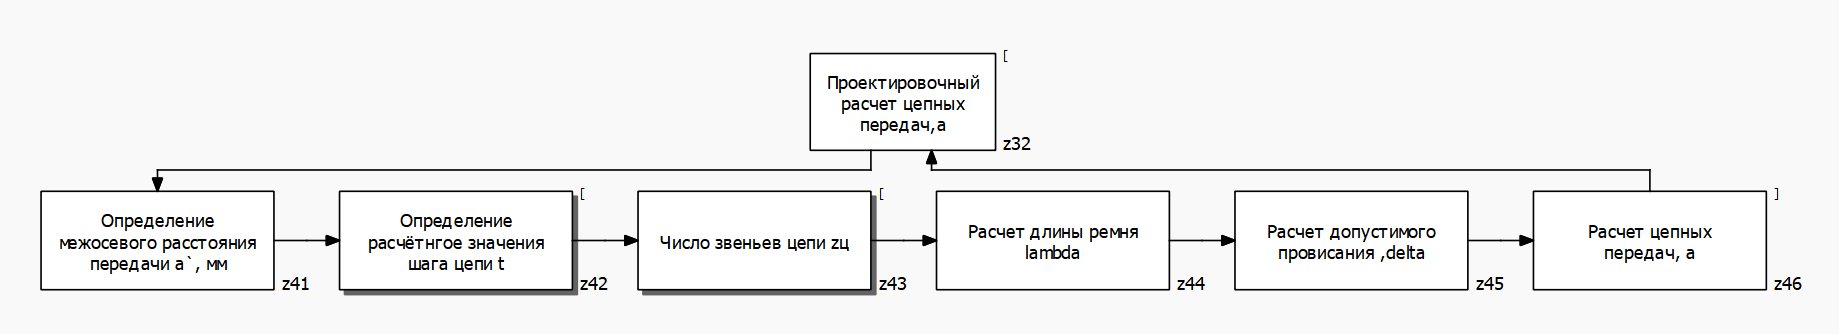 [
Проектировочный
расчет цепных
передач,а
z32
Определение
межосевого расстояния
передачи a`, мм
z41
[
Определение
расчётнгое значения
шага цепи t
z42
[
Число звеньев цепи zц
z43
Расчет длины ремня
lambda
z44
Расчет допустимого
провисания ,delta
z45
]
Расчет цепных
передач, а
z46